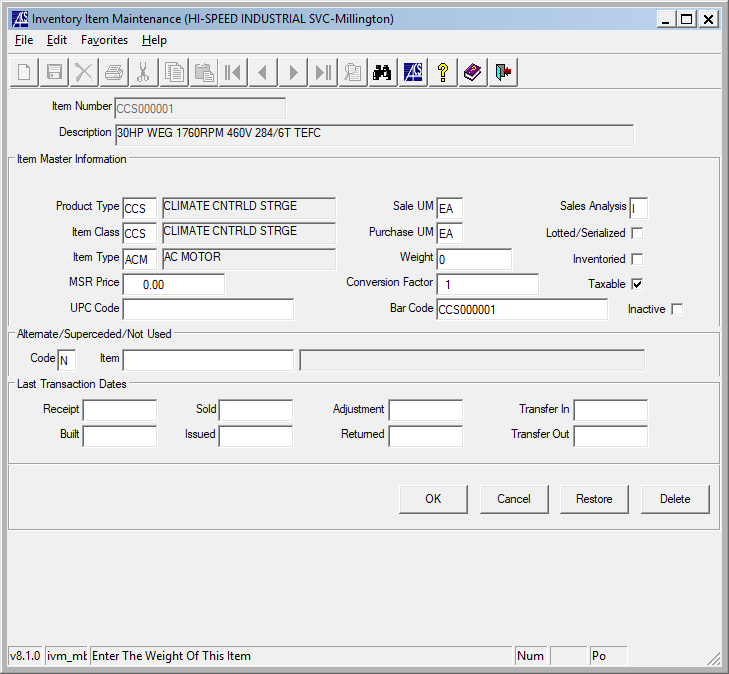 Inventory Item Maintenance (HI-SPEED INDUSTRIAL SVC-Millington)
File Edit Favorites Help
Item Number CCS000001
Description 30HP WEG 1760RPM 460V 284/6T TEFC
Item Master Information
Product Type CCS CLIMATE CNTRLD STRGE Sale UM EA Sales Analysis I
Item Class CCS CLIMATE CNTRLD STRGE Purchase UM EA Lotted/Serialized
Item Type ACM AC MOTOR Weight 0 Inventoried
MSR Price 0.00 Conversion Factor 1 Taxable
UPC Code Bar Code CCS000001 Inactive
Alternate/Superceded/Not Used
Code N Item
Last Transaction Dates
Receipt Sold Adjustment Transfer In
Built Issued Returned Transfer Out
OK Cancel Restore Delete
v8.1.0 ivm_mb Enter The Weight Of This Item Num Po